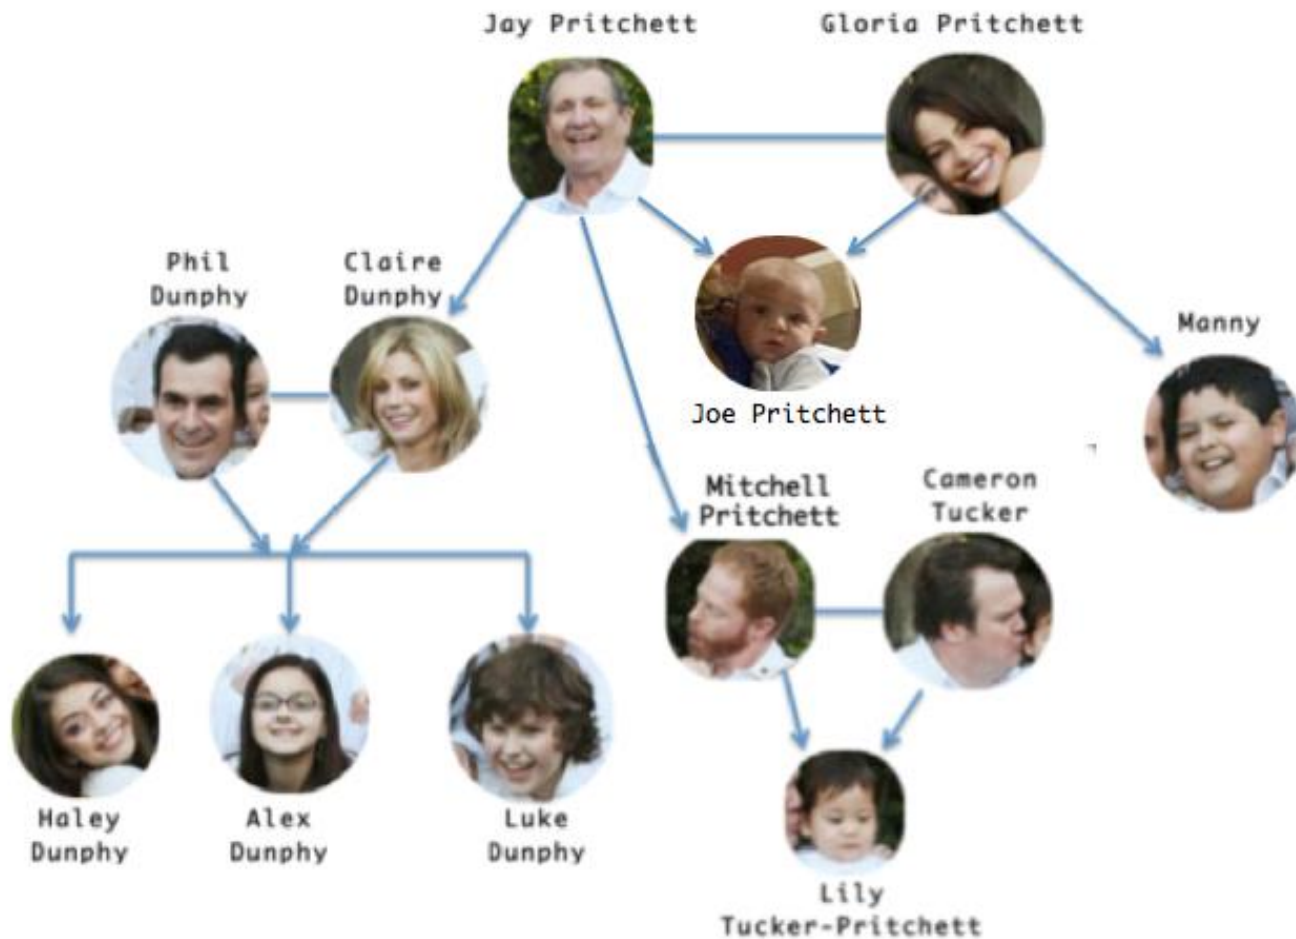 Jay Pritchett
Gloria Pritchett
Phil
Dunphy
Claire
Dunphy
Manny
Joe Pritchett
Mitchell
Pritchett
Cameron
Tucker
Haley
Dunphy
Alex
Dunphy
Luke
Dunphy
Lily
Tucker-Pritchett